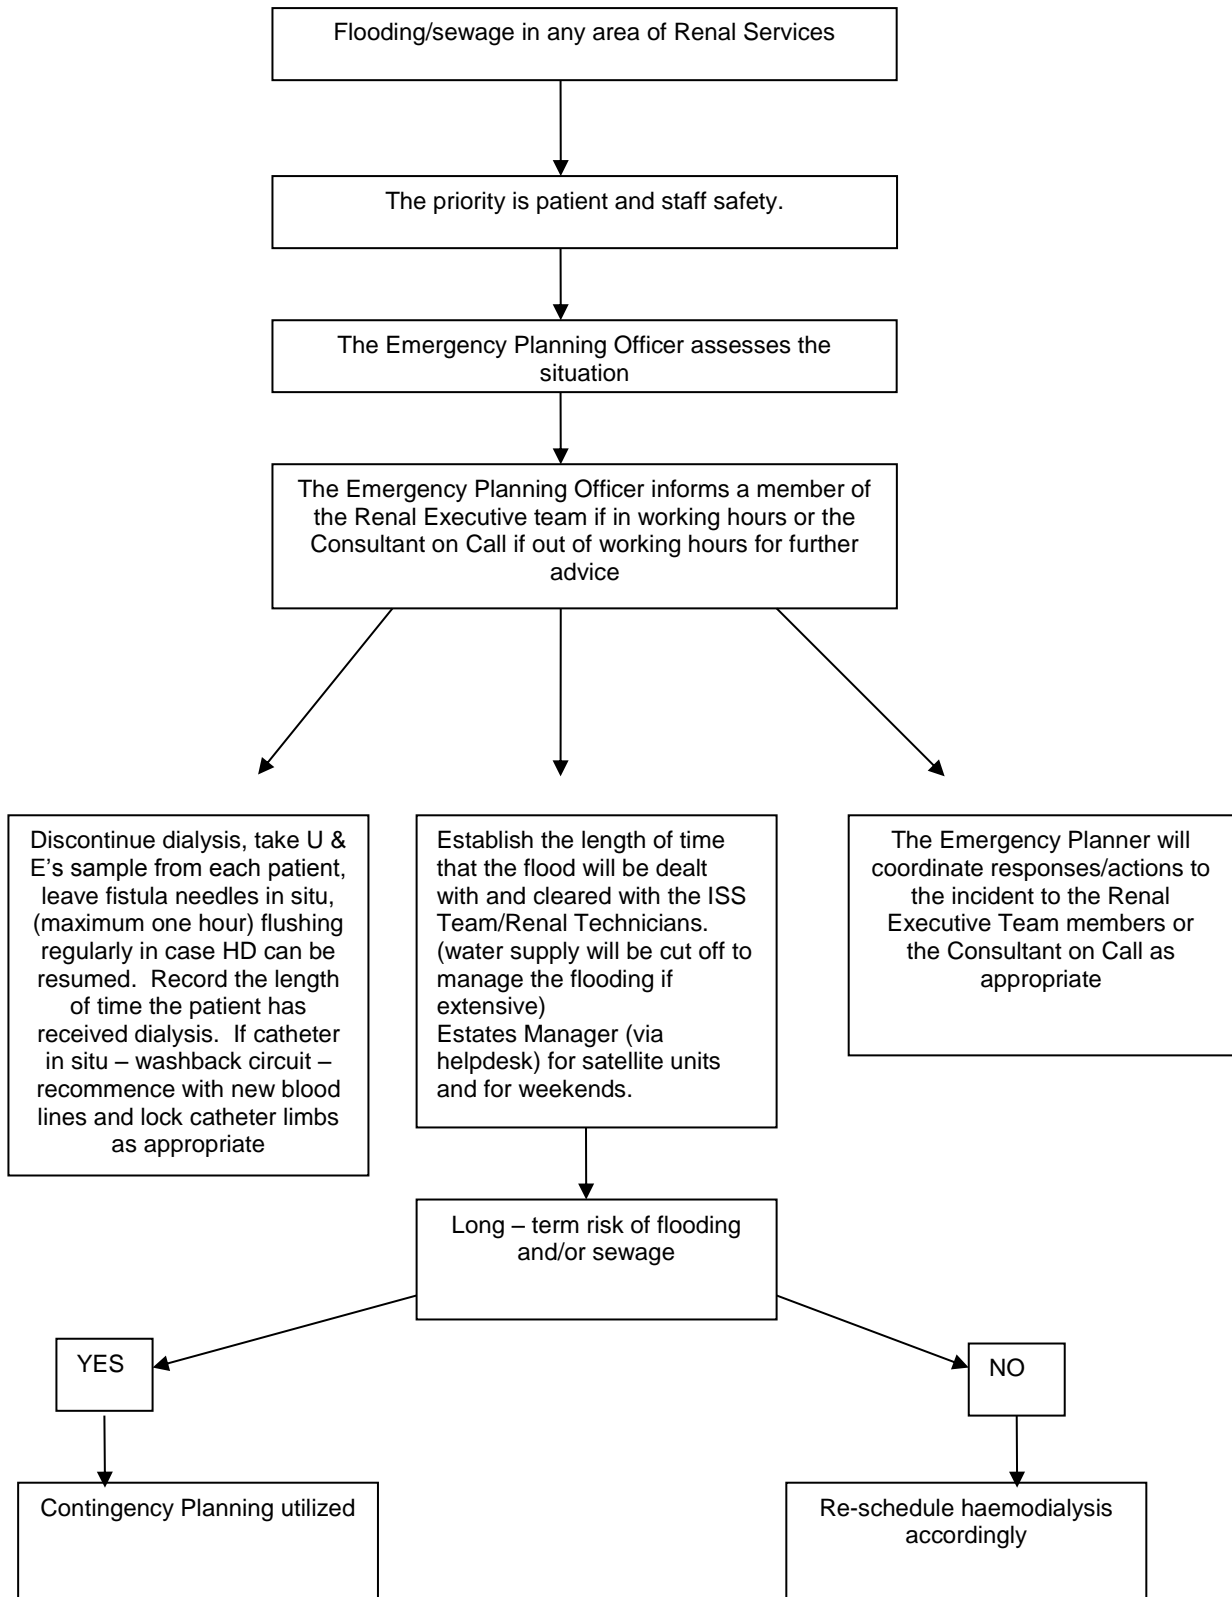 Flooding/sewage in any area of Renal Services
The priority is patient and staff safety.
The Emergency Planning Officer assesses the
situation
The Emergency Planning Officer informs a member of
the Renal Executive team if in working hours or the
Consultant on Call if out of working hours for further
advice
Discontinue dialysis, take U &
E’s sample from each patient,
leave fistula needles in situ,
(maximum one hour) flushing
regularly in case HD can be
resumed.  Record the length
of time the patient has
received dialysis.  If catheter
in situ – washback circuit –
recommence with new blood
lines and lock catheter limbs
as appropriate
Establish the length of time
that the flood will be dealt
with and cleared with the ISS
Team/Renal Technicians.
(water supply will be cut off to
manage the flooding if
extensive)
Estates Manager (via
helpdesk) for satellite units
and for weekends.
The Emergency Planner will
coordinate responses/actions to
the incident to the Renal
Executive Team members or
the Consultant on Call as
appropriate
Long – term risk of flooding
and/or sewage
YES
NO
Contingency Planning utilized
Re-schedule haemodialysis
accordingly